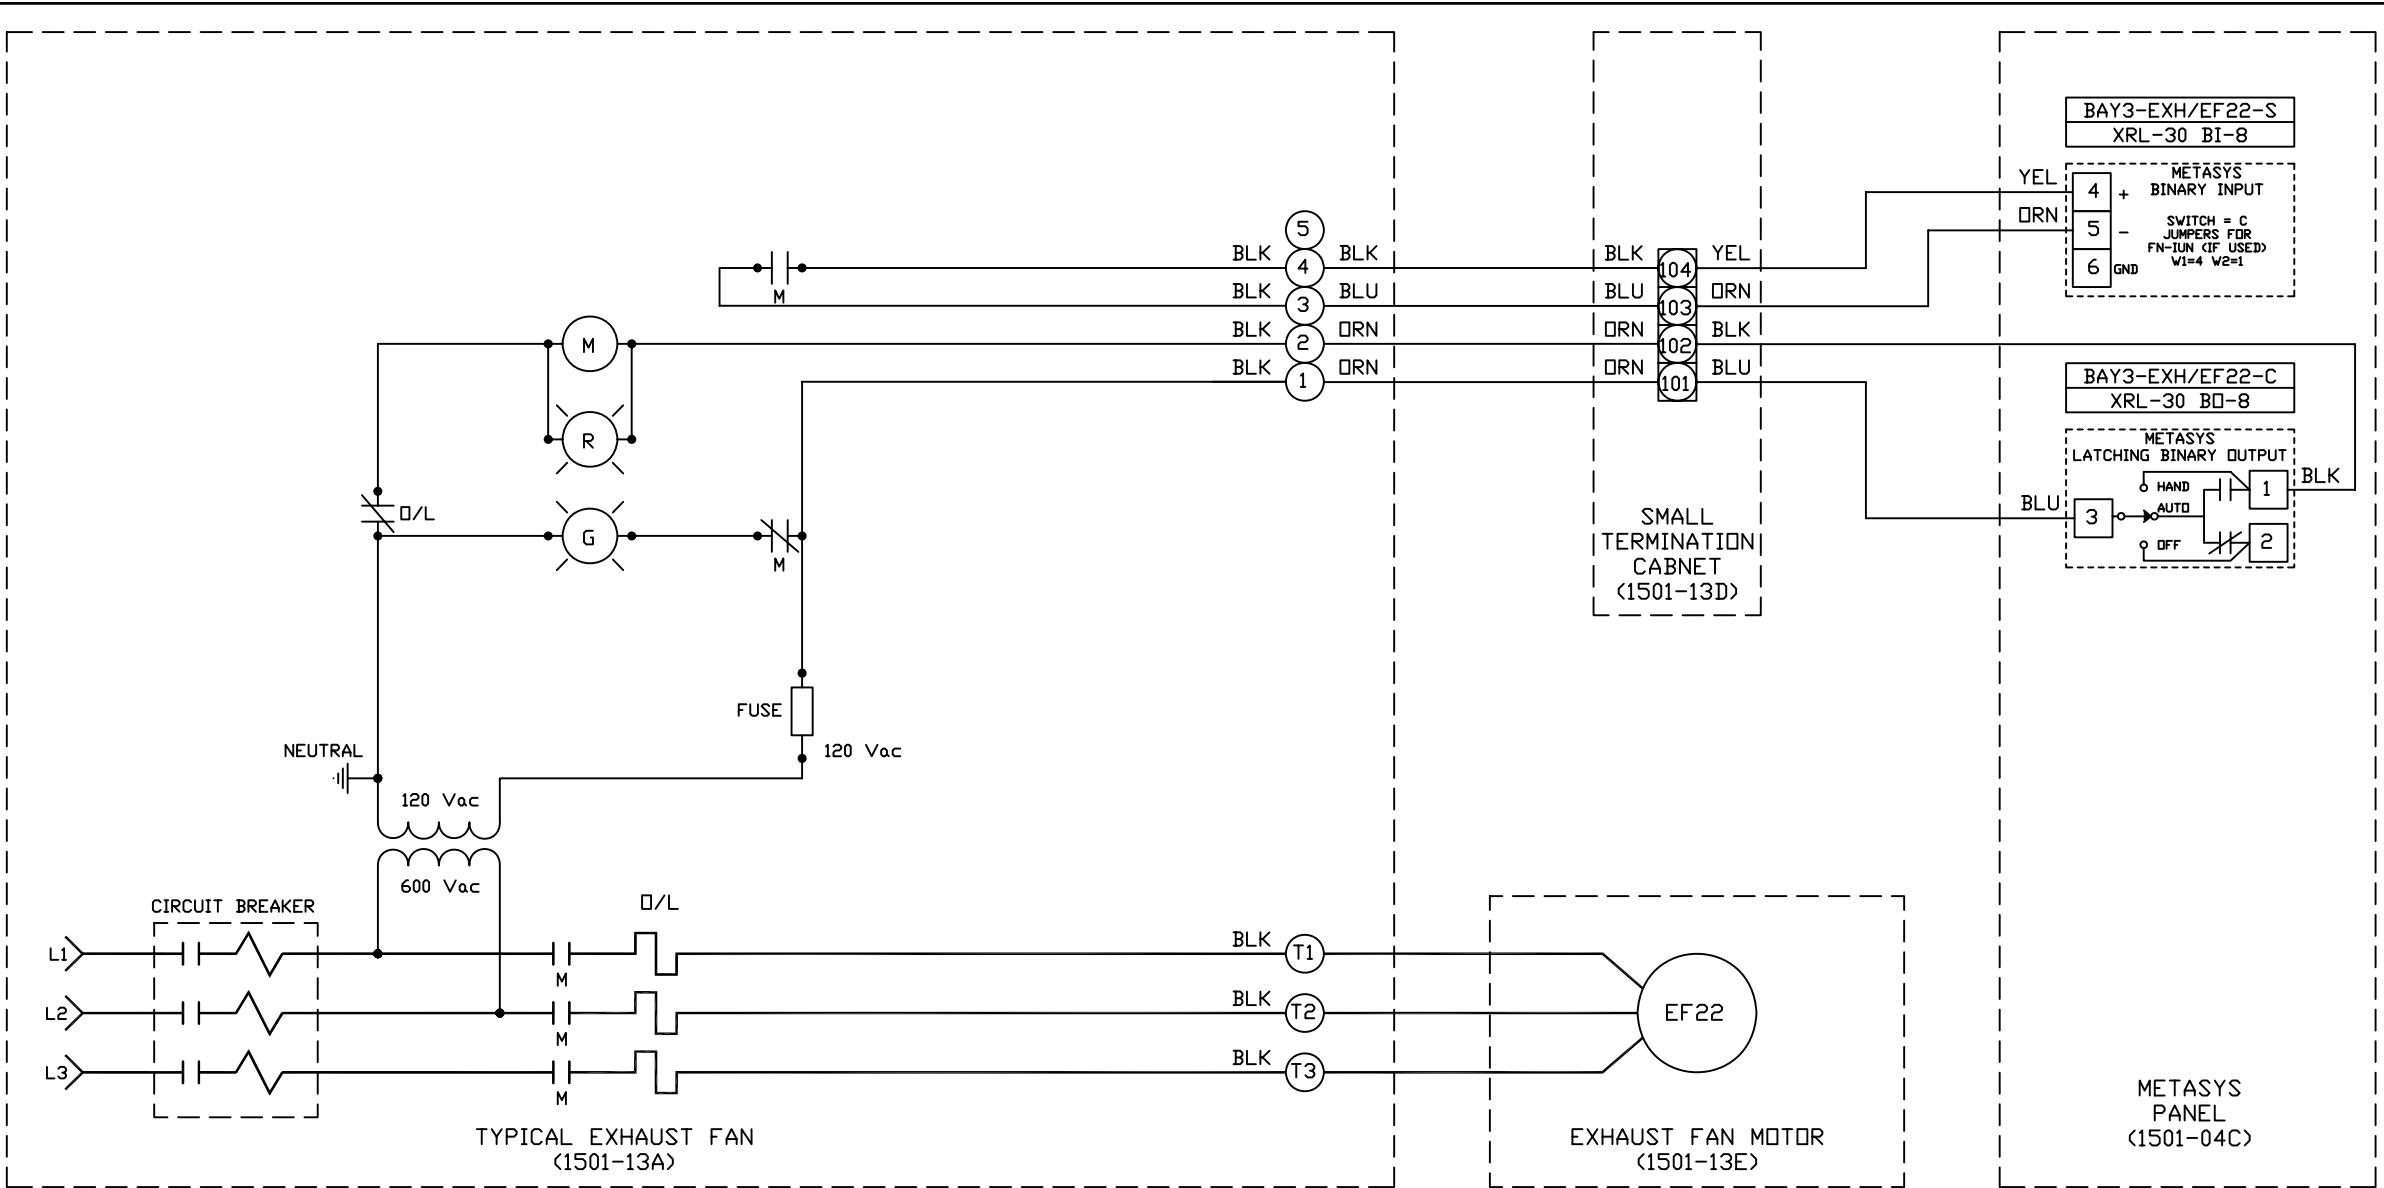 BAY3-EXH/EF22-S
XRL-30 BI-8
METASYS
BINARY INPUT
SWITCH = C
JUMPERS FOR
FN-IUN (IF USED)
W1=4 W2=1
YEL
4
+
ORN
5
-
6
GND
5
BLK
4
BLK
BLK
104
YEL
M
BLK
3
BLU
BLU
103
ORN
M
BLK
2
ORN
ORN
102
BLK
BLK
1
ORN
ORN
101
BLU
R
BAY3-EXH/EF22-C
XRL-30 BO-8
METASYS
LATCHING BINARY OUTPUT
HAND
1
BLK
BLU
3
AUTO
OFF
2
O/L
G
M
SMALL
TERMINATION
CABNET
(1501-13D)
FUSE
120 Vac
NEUTRAL
120 Vac
600 Vac
CIRCUIT BREAKER
O/L
L1
M
BLK
T1
L2
M
BLK
T2
EF22
L3
M
BLK
T3
TYPICAL EXHAUST FAN
(1501-13A)
EXHAUST FAN MOTOR
(1501-13E)
METASYS
PANEL
(1501-04C)